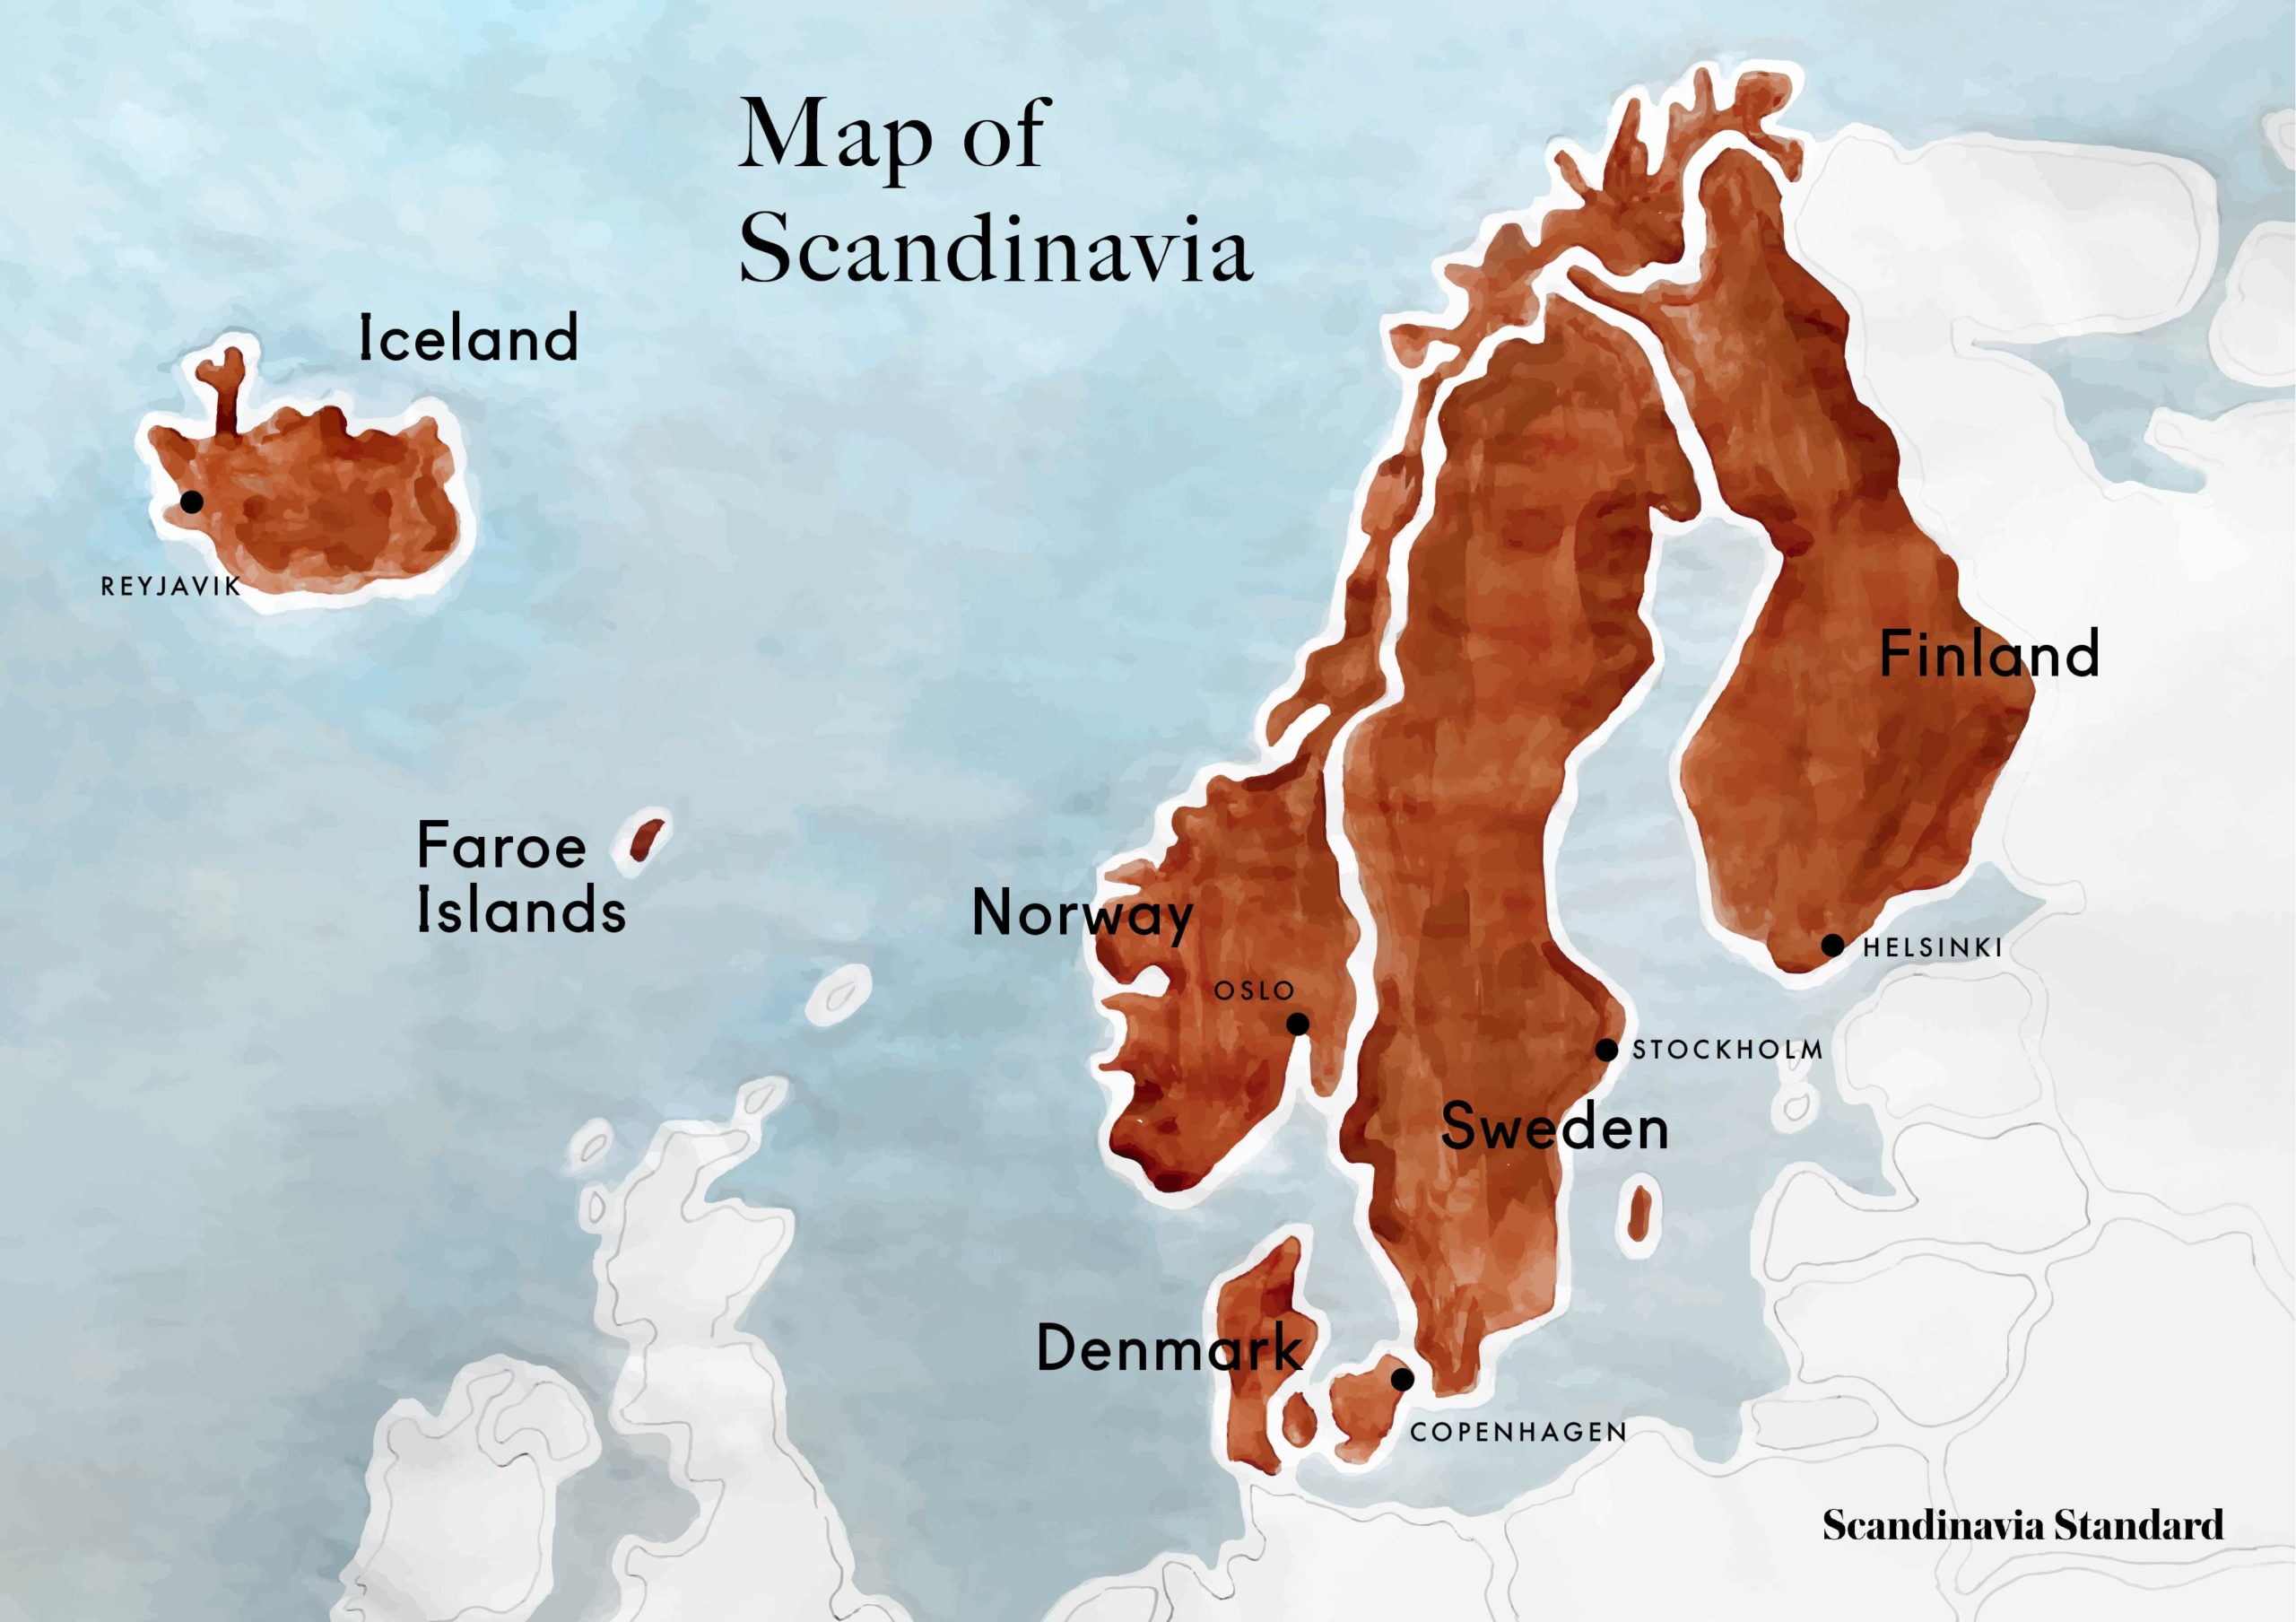 Map of
Scandinavia
Iceland
REYJAVIK
Faroe
Islands
Norway
OSLO
Finland
HELSINKI
STOCKHOLM
Sweden
Denmark
COPENHAGEN
Scandinavia Standard